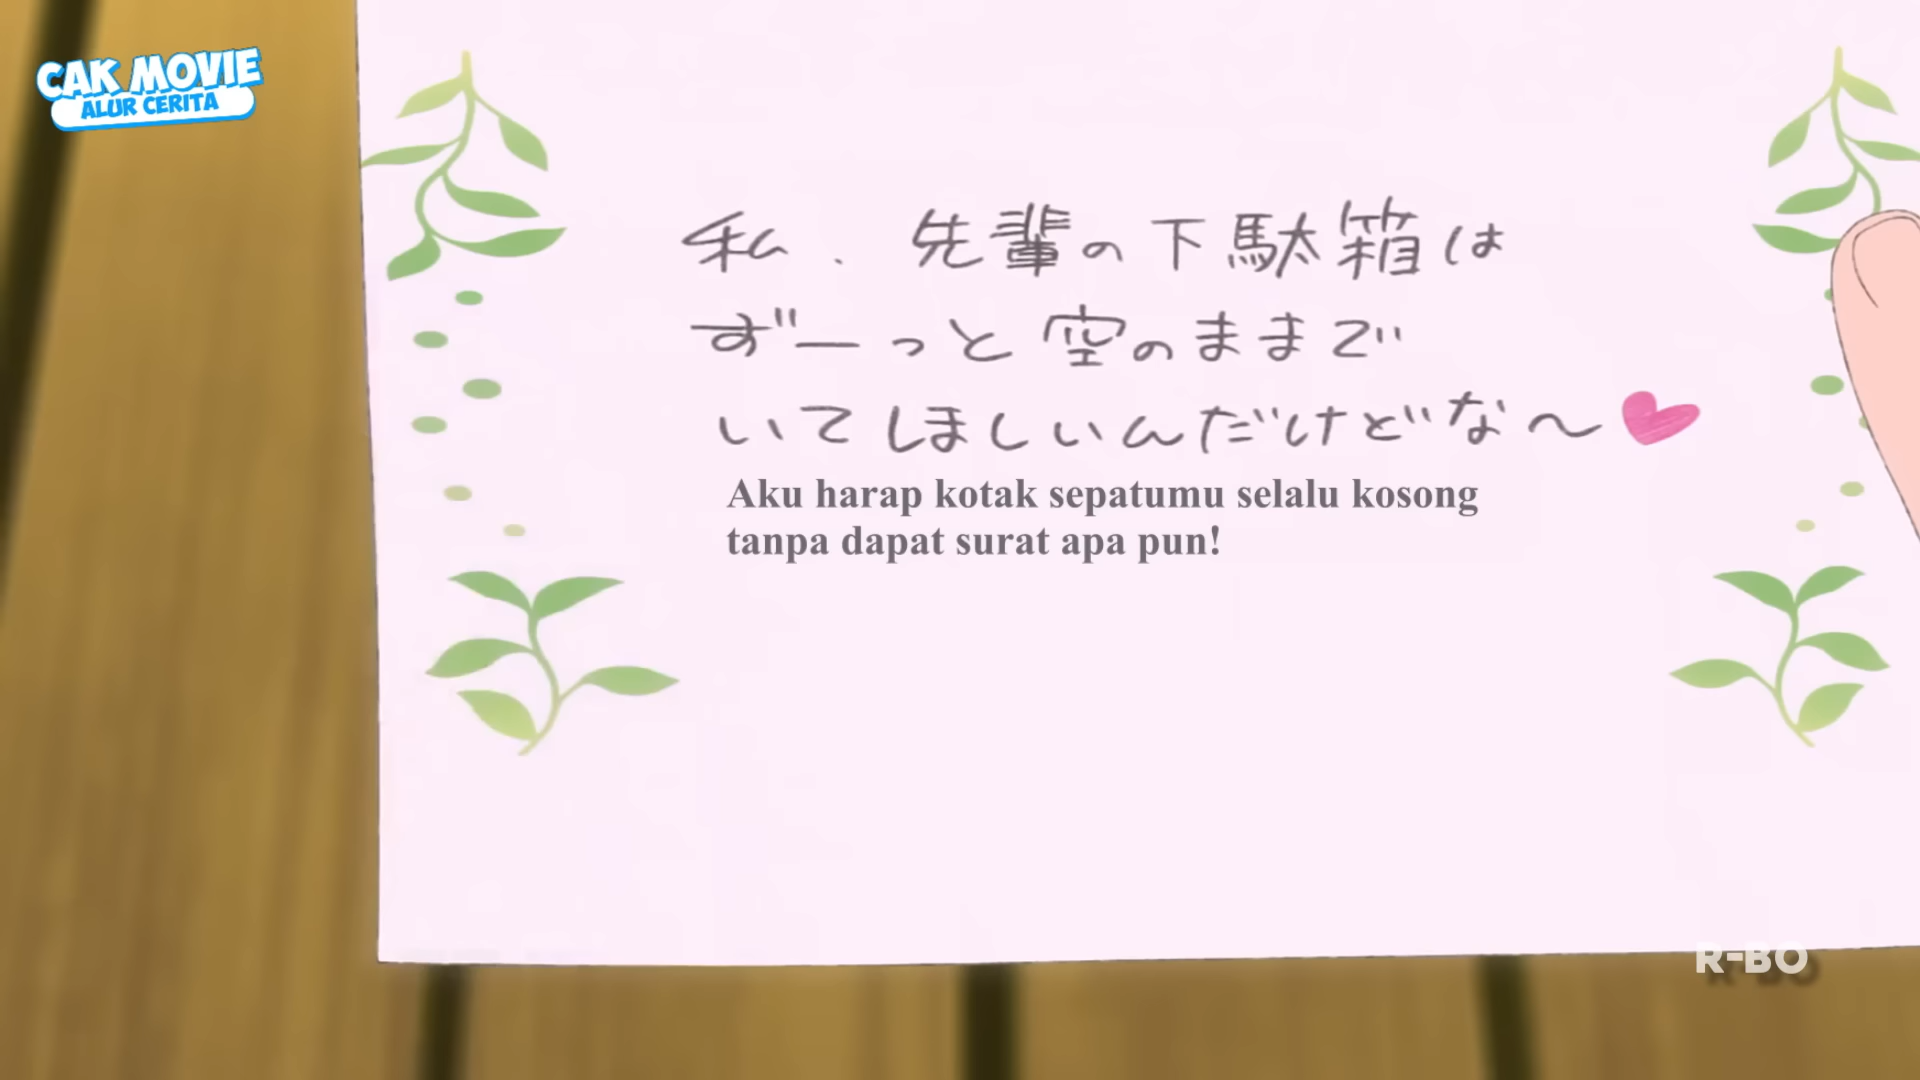 CAK MOVIE
ALUR CERITA
私、先輩の下駄箱は
ずーっと空のままで
いてほしいんだけどな〜
Aku harap kotak sepatumu selalu kosong
tanpa dapat surat apa pun!
R-BO